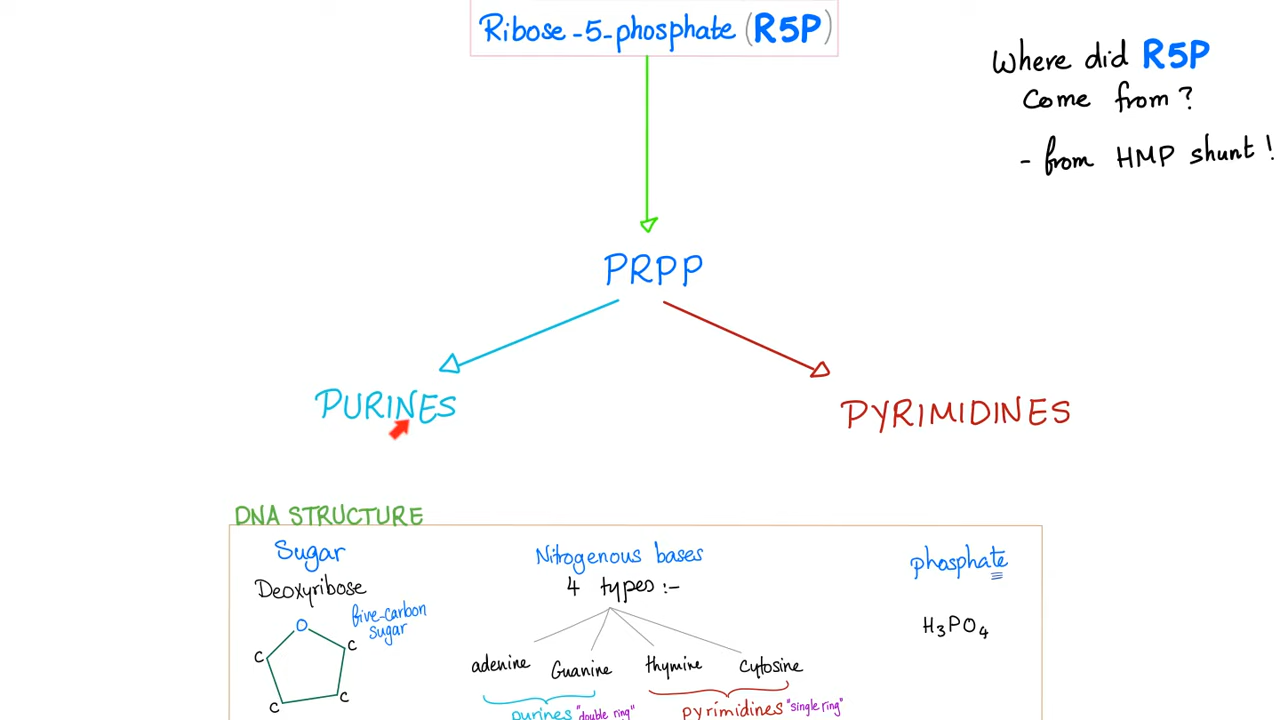 Ribose-5-phosphate (R5P)
Where did R5P
Come from?
- from HMP shunt!
PRPP
PURINES
PYRIMIDINES
DNA STRUCTURE
Sugar
Deoxyribose
five-carbon
sugar
O
C
C
C
C
Nitrogenous bases
4 types :-
adenine Guanine thymine cytosine
purines "double ring"
pyrimidines "single ring"
phosphate
H3PO4